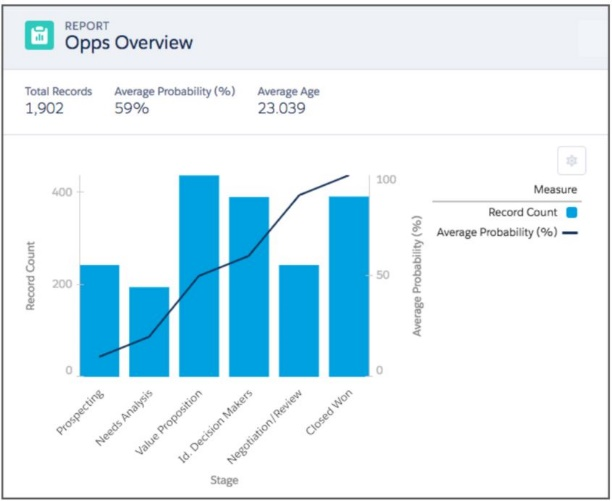 REPORT
Opps Overview
Total Records Average Probability (%) Average Age
1,902 59% 23.039
Measure
Record Count
Average Probability (%)
400
200
0
Record Count
100
50
0
Average Probability (%)
Prospecting
Needs Analysis
Value Proposition
Id. Decision Makers
Negotiation/Review
Closed Won
Stage